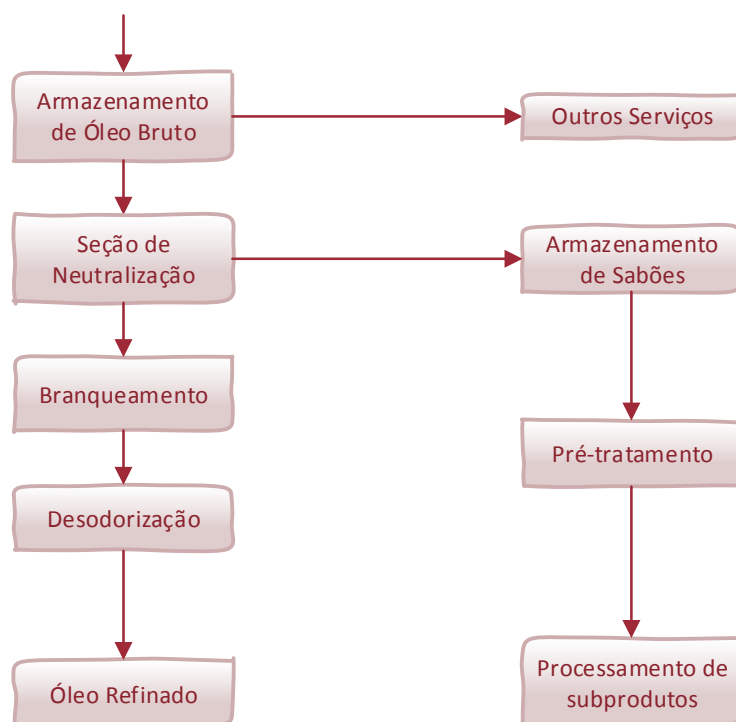 Armazenamento
de Óleo Bruto
Outros Serviços
Seção de
Neutralização
Armazenamento
de Sabões
Branqueamento
Pré-tratamento
Desodorização
Óleo Refinado
Processamento de
subprodutos